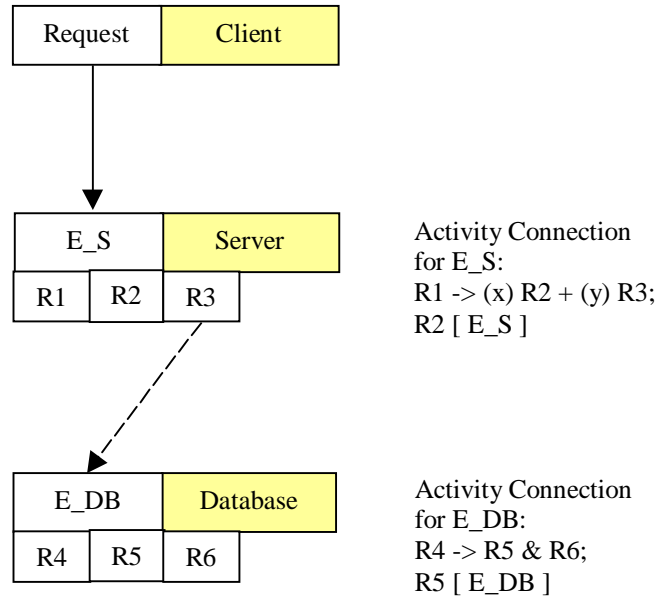 Request Client
E_S Server
R1 R2 R3
Activity Connection
for E_S:
R1 -> (x) R2 + (y) R3;
R2 [ E_S ]
E_DB Database
R4 R5 R6
Activity Connection
for E_DB:
R4 -> R5 & R6;
R5 [ E_DB ]